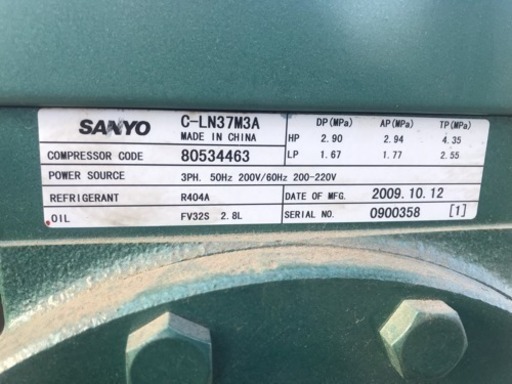 SANYO C-LN37M3A DP(MPa) AP(MPa) TP(MPa)
MADE IN CHINA HP 2.90 2.94 4.35
COMPRESSOR CODE 80534463 LP 1.67 1.77 2.55
POWER SOURCE 3PH. 50Hz 200V/60Hz 200-220V
REFRIGERANT R404A DATE OF MFG. 2009.10.12
OIL FV32S 2.8L SERIAL NO. 0900358 [1]